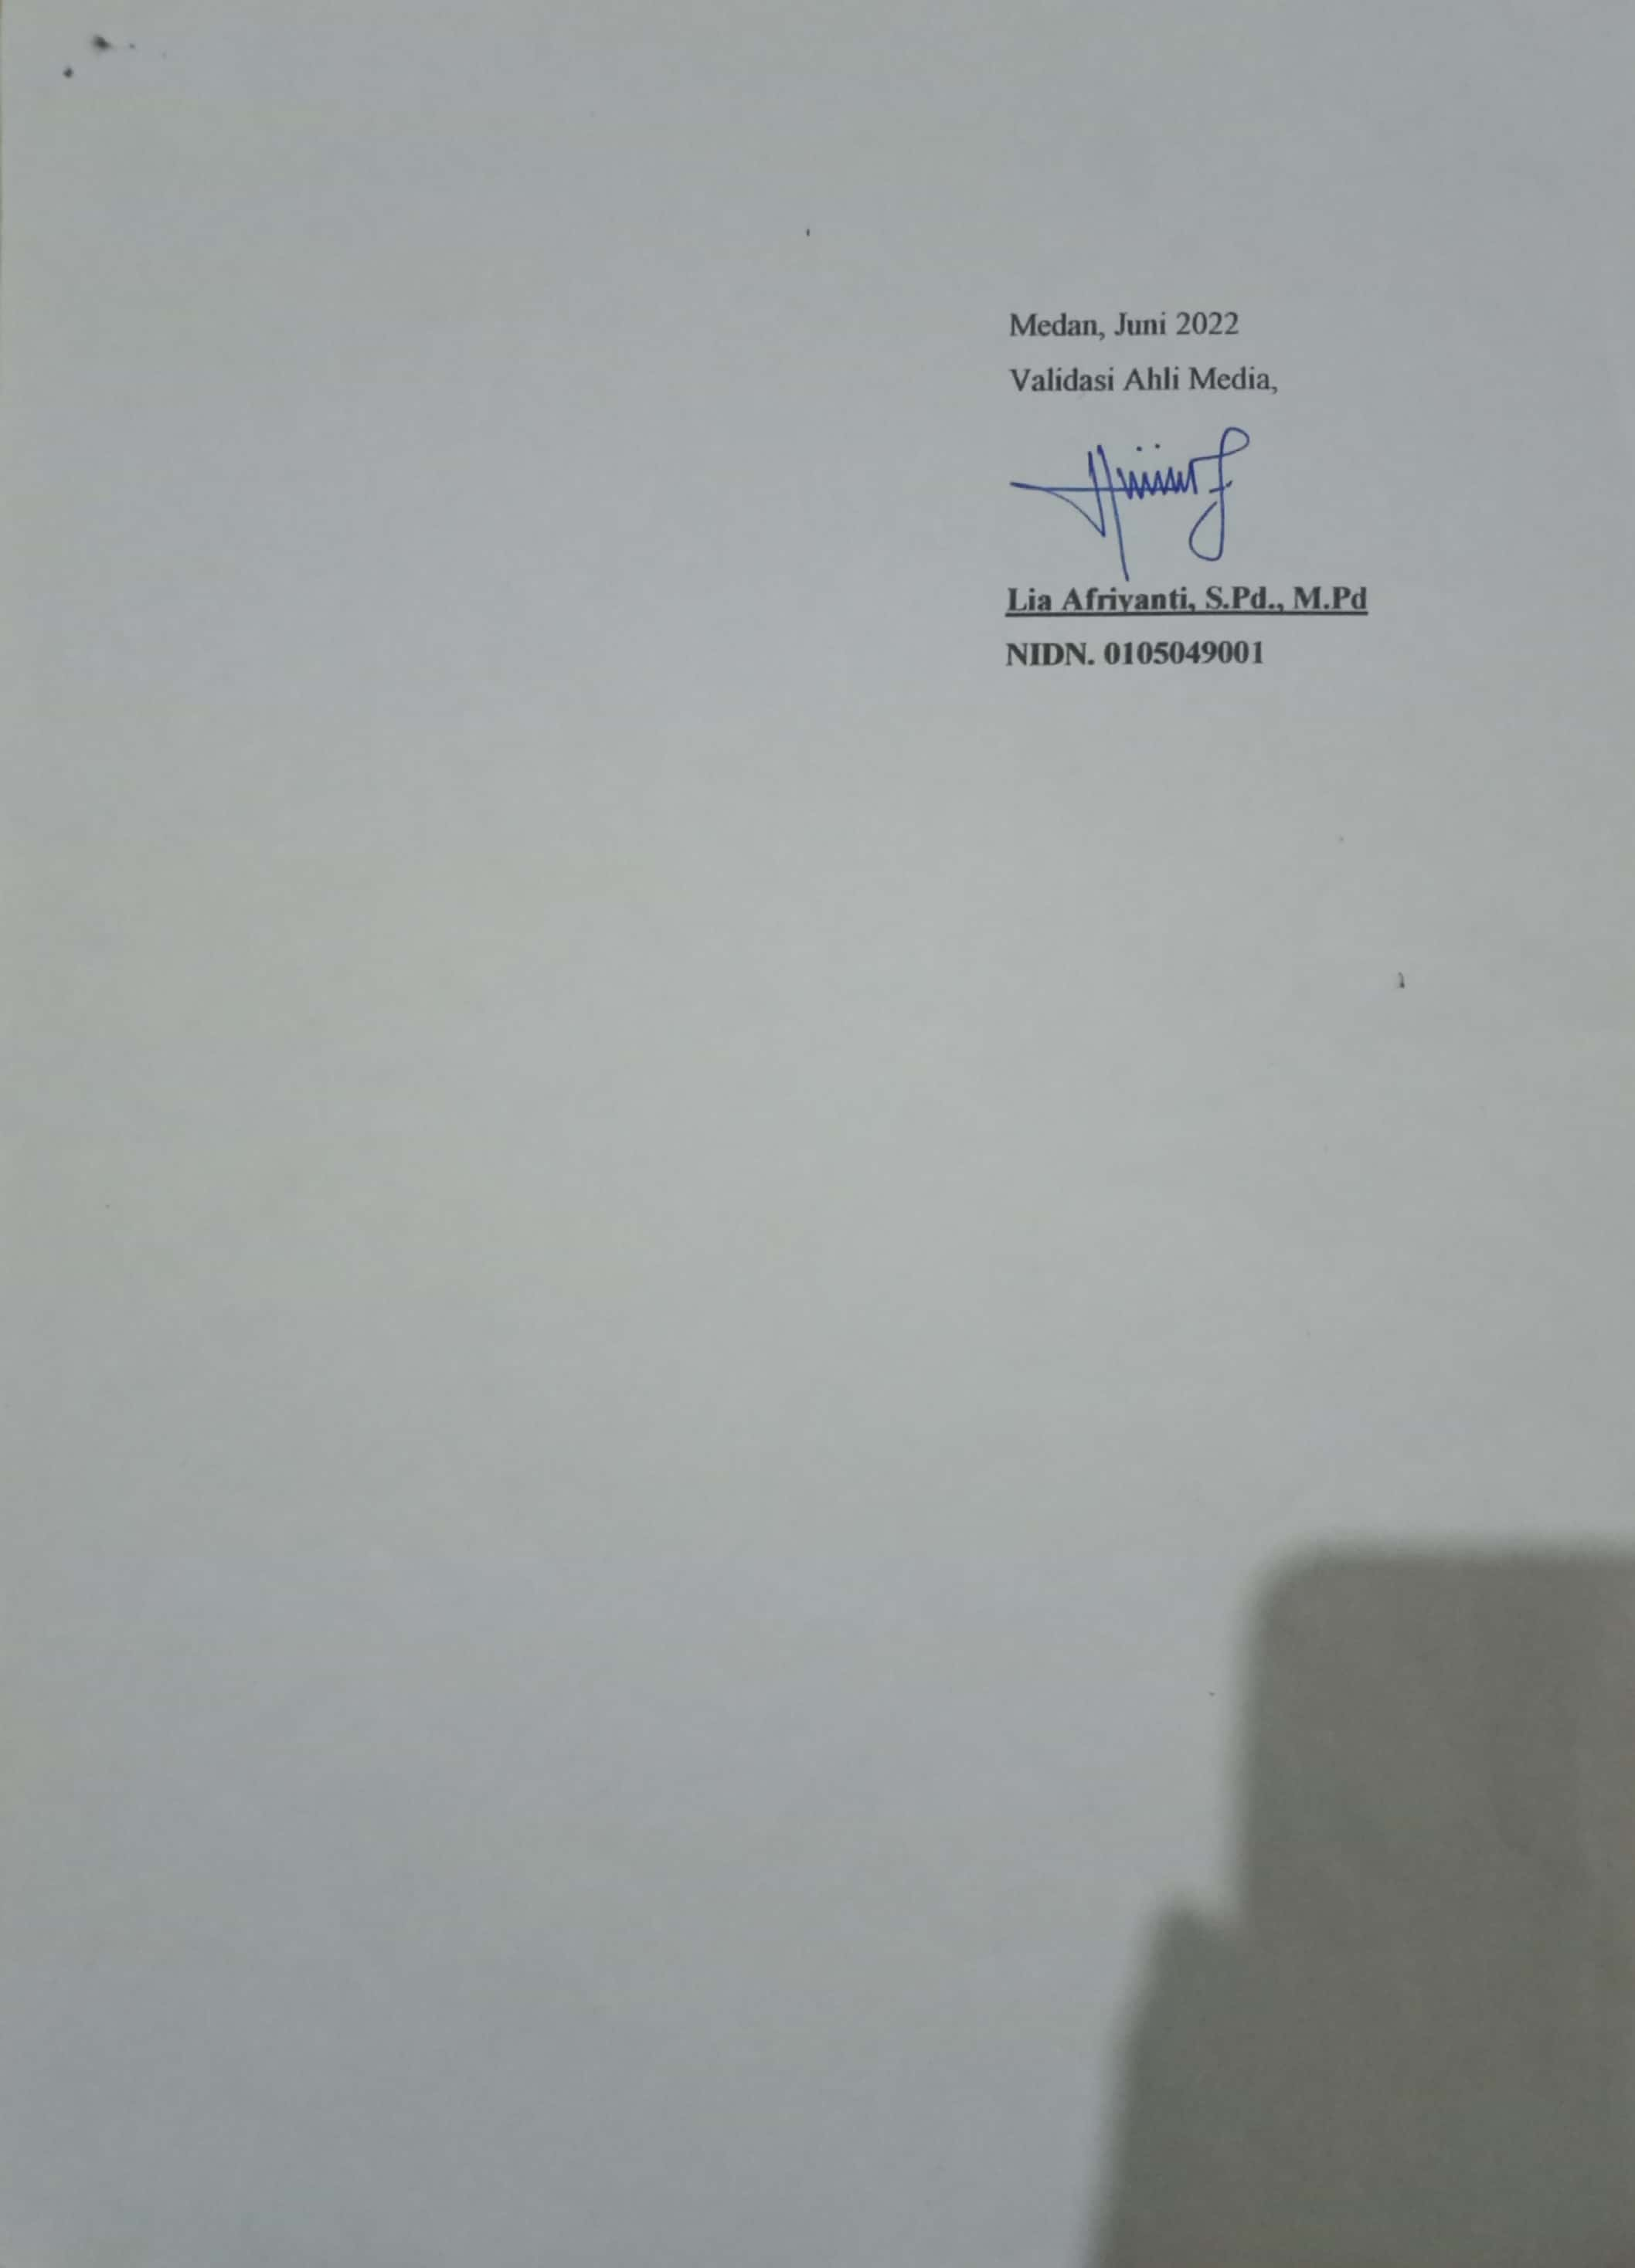 Medan, Juni 2022
Validasi Ahli Media,
Lia Afriyanti, S.Pd., M.Pd
NIDN. 0105049001